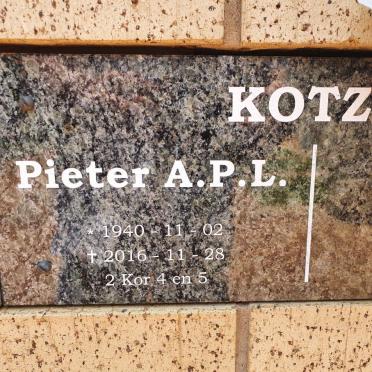 KOTZ
Pieter A.P.L.
* 1940 - 11 - 02
† 2016 - 11 - 28
2 Kor 4 en 5